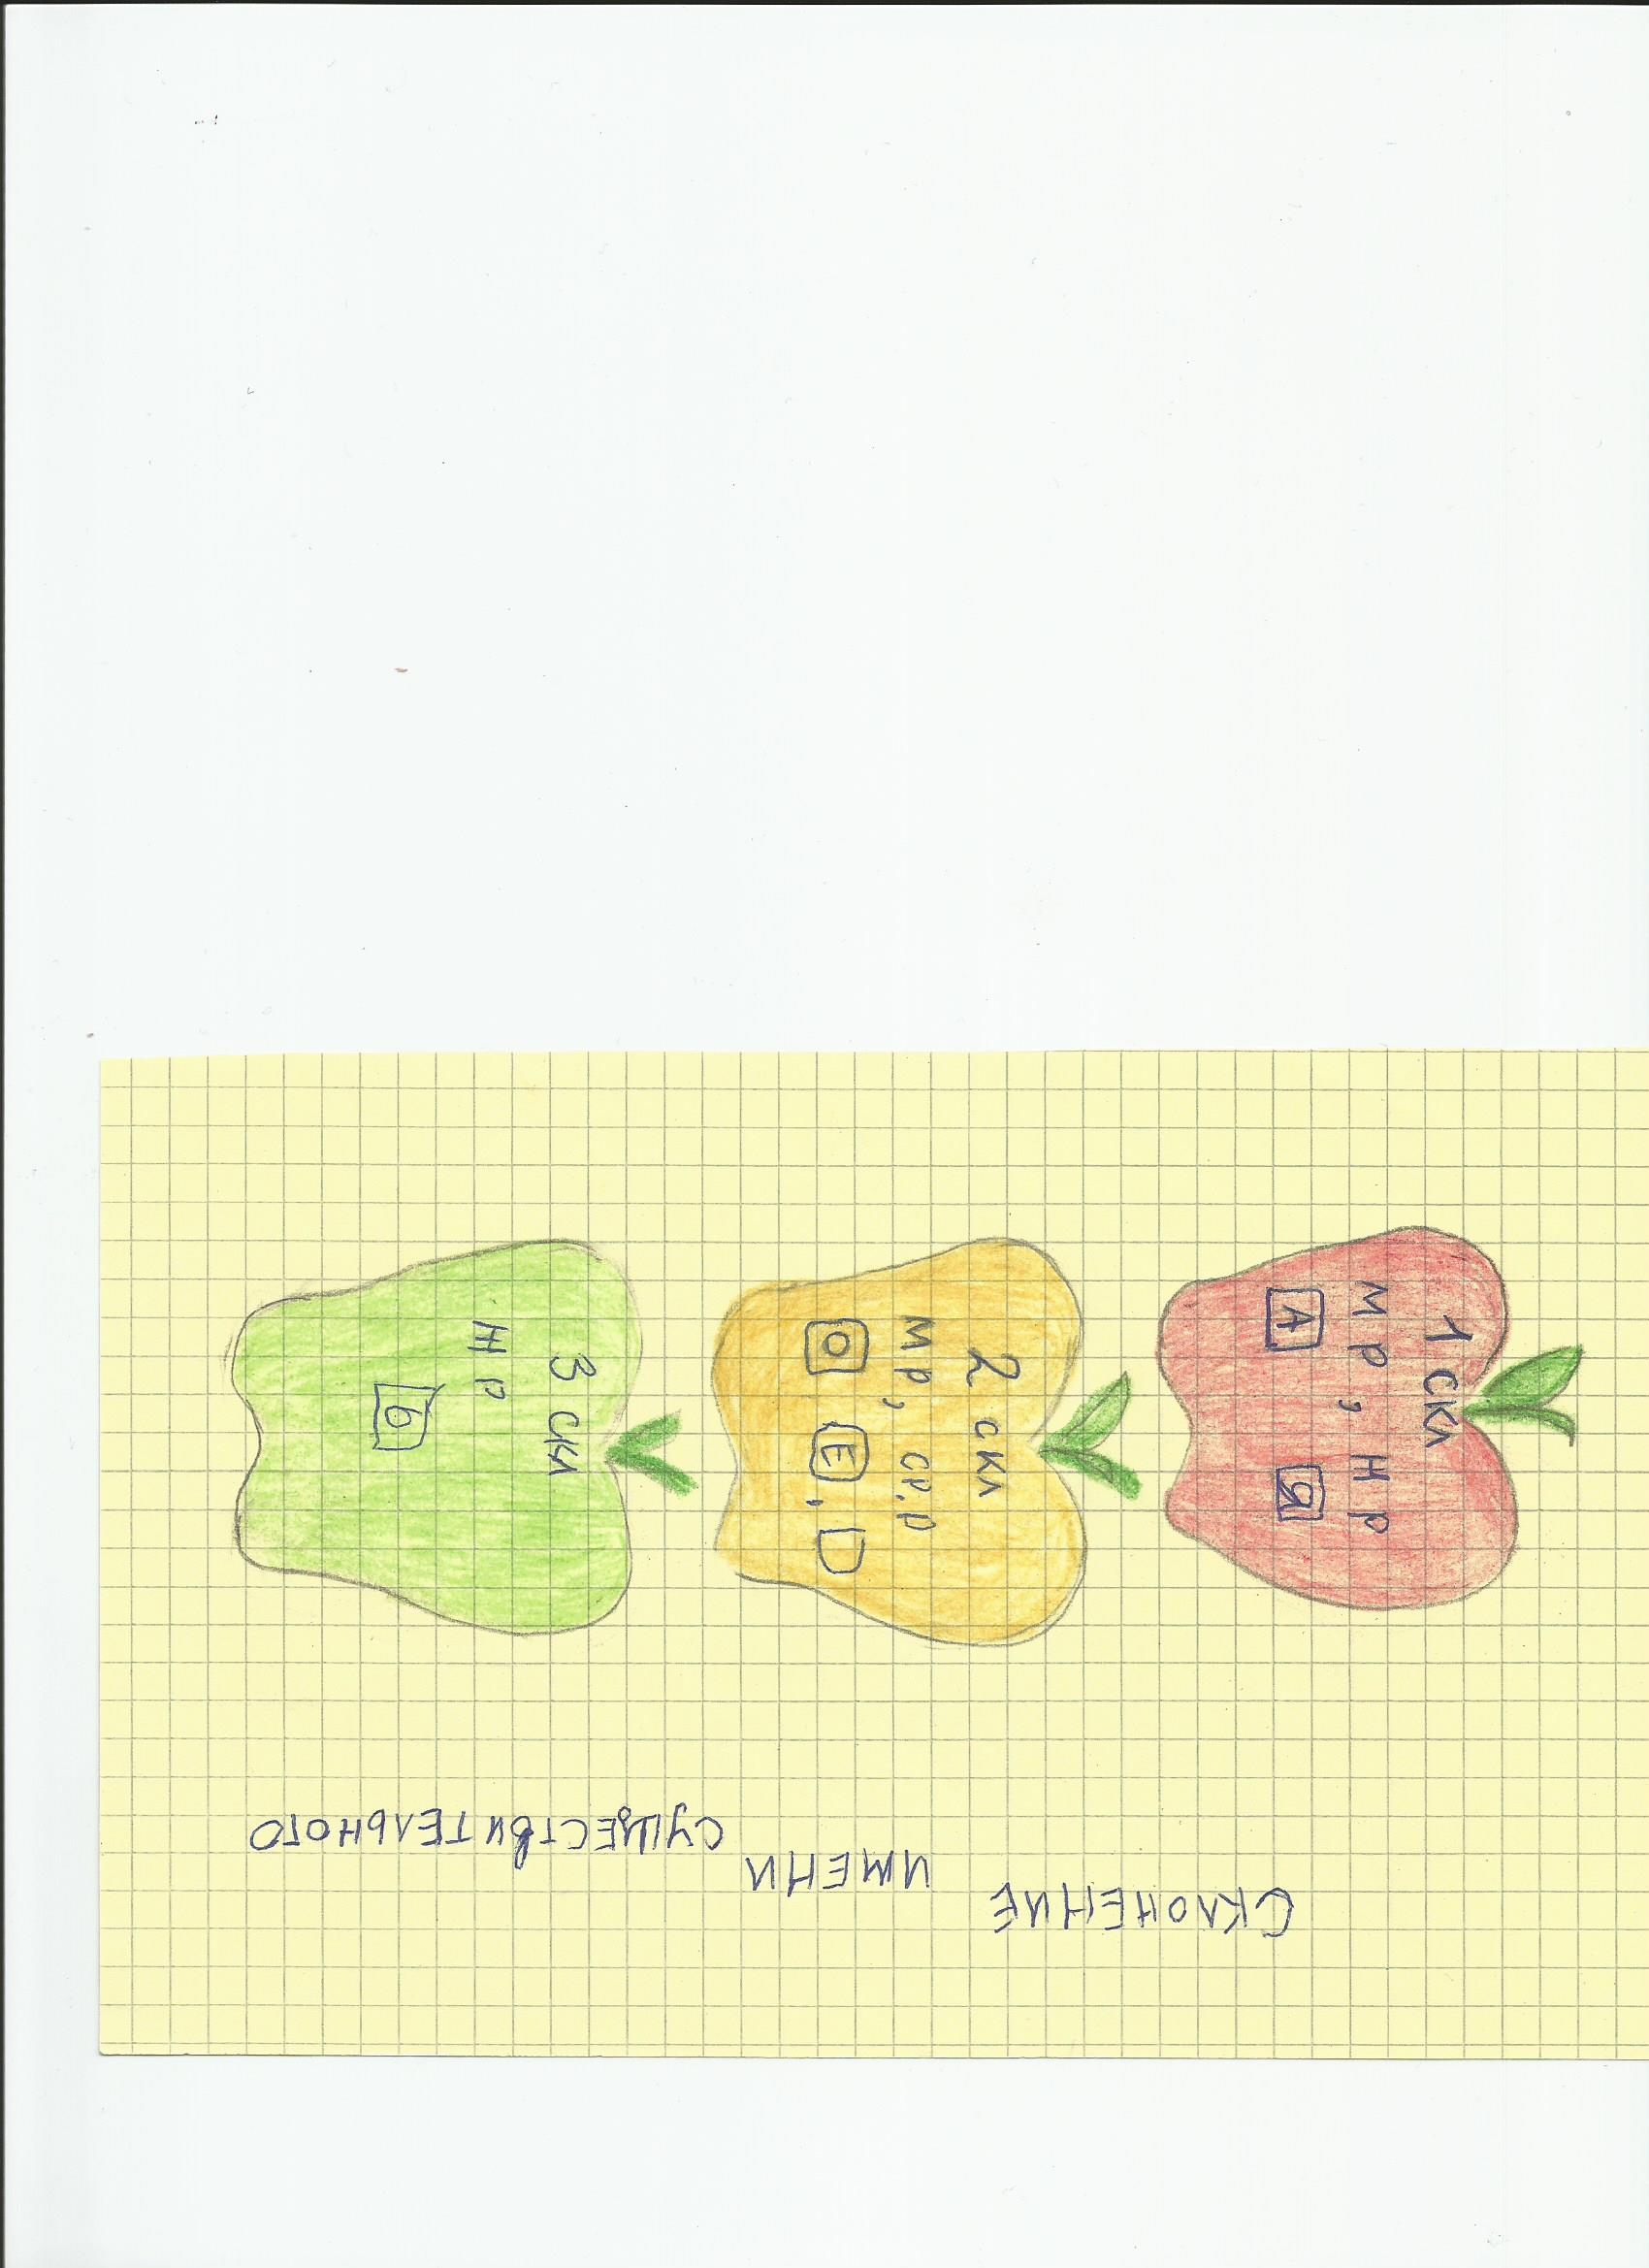 Склонение
имени
существительного
1 скл
м р, ж р
А Я
2 скл
м р, ср. р
О Е,
3 скл
ж р
ь